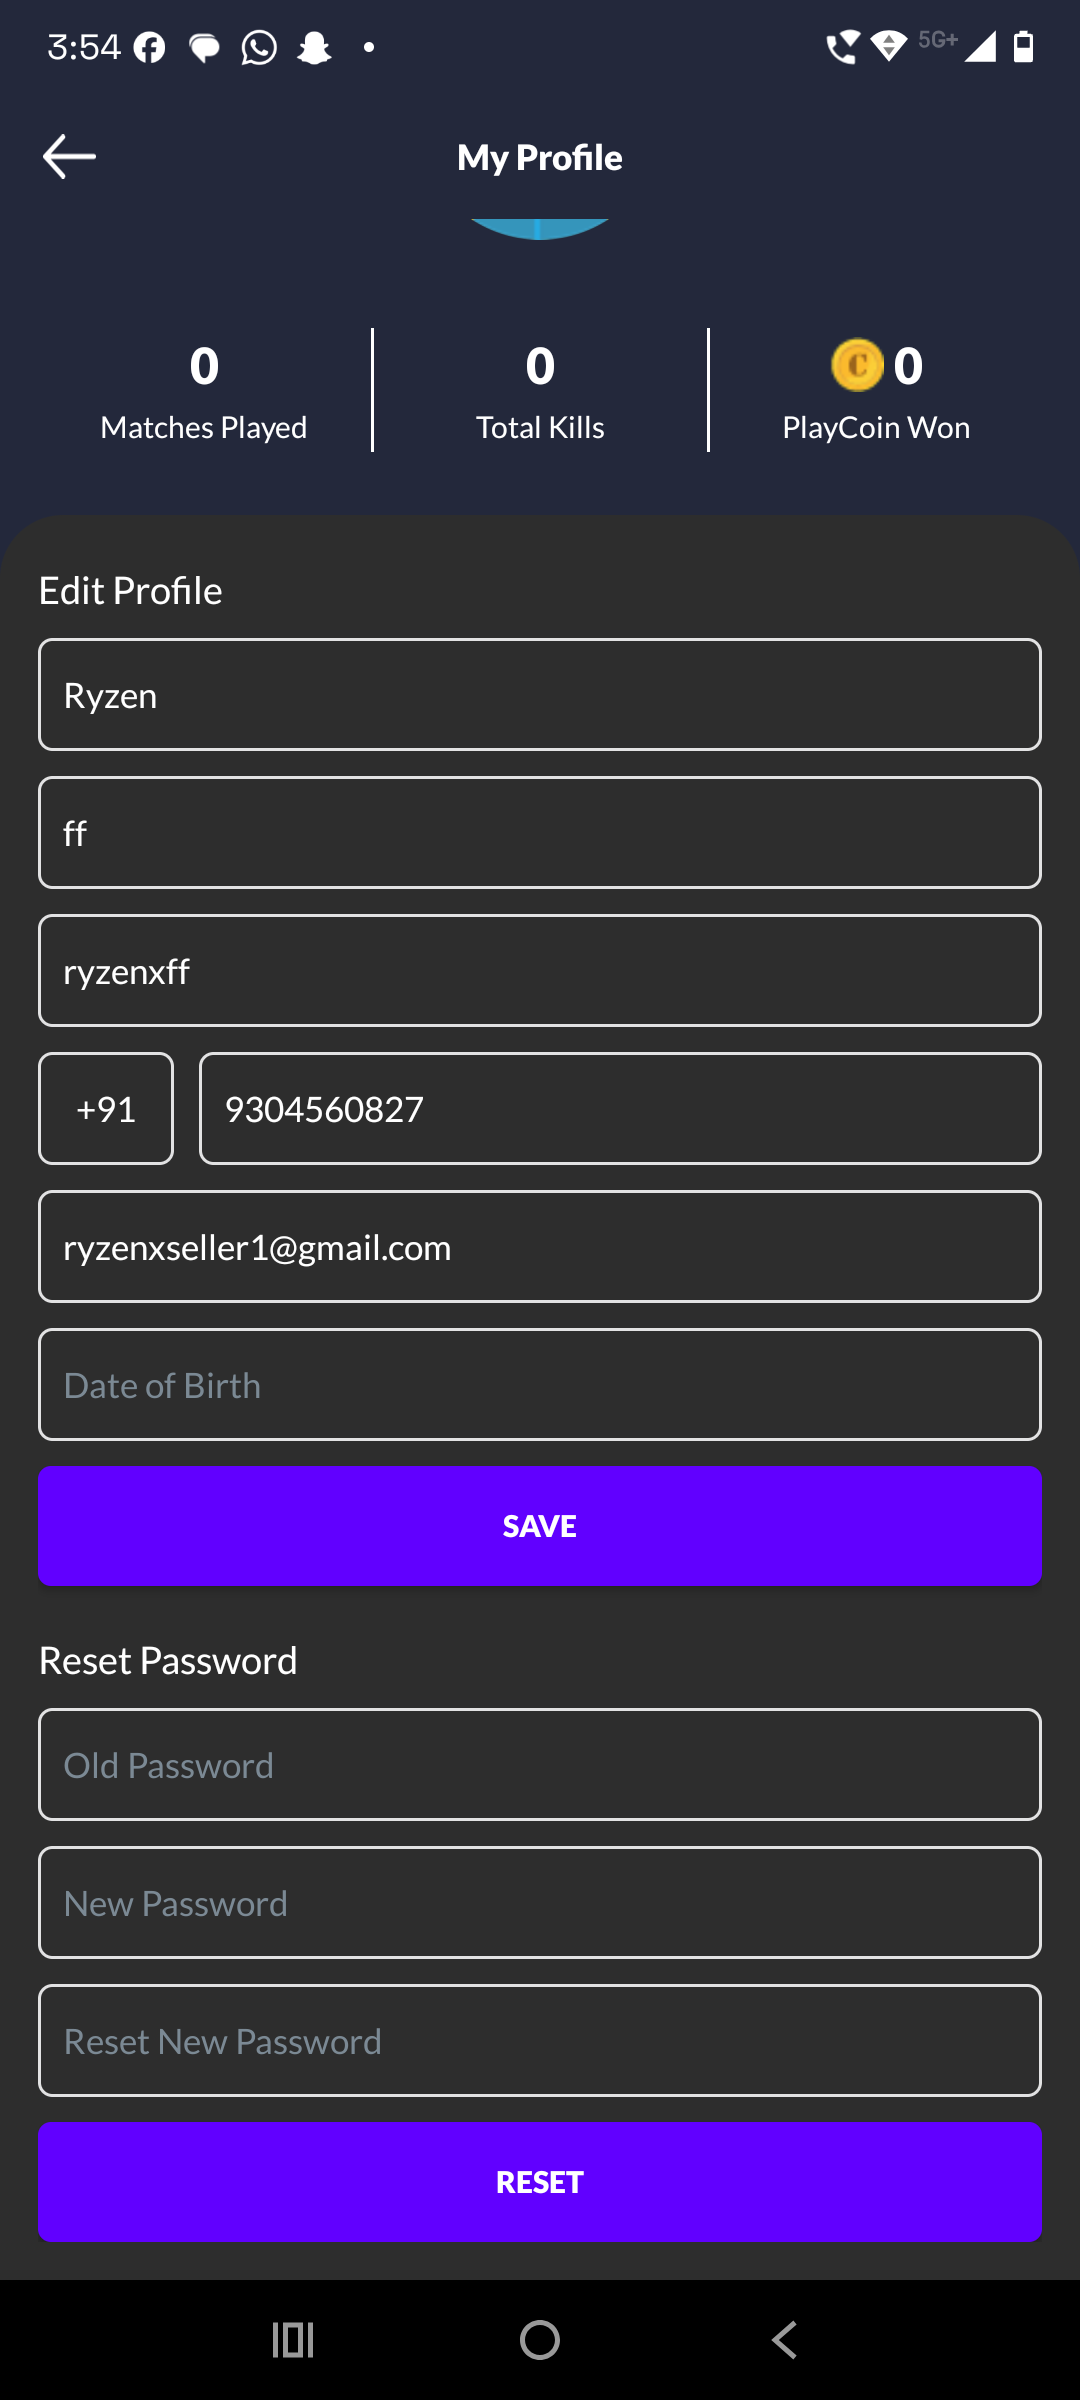 3:54
5G+
My Profile
0
Matches Played
0
Total Kills
C 0
PlayCoin Won
Edit Profile
Ryzen
ff
ryzenxff
+91 9304560827
ryzenxseller1@gmail.com
Date of Birth
SAVE
Reset Password
Old Password
New Password
Reset New Password
RESET